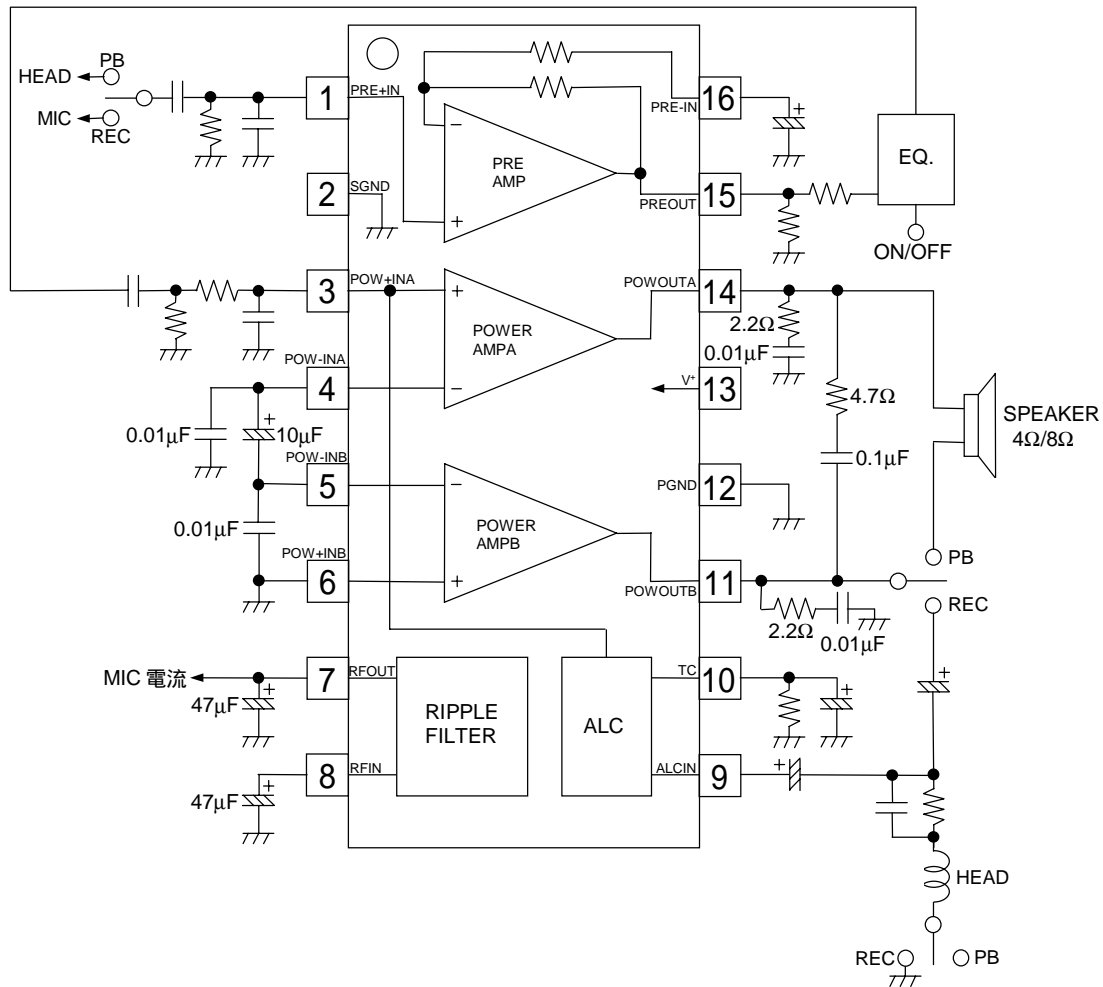 PB
HEAD
MIC
REC
1
PRE+IN
PRE-IN
16
PRE
AMP
EQ.
2
SGND
PREOUT
15
ON/OFF
3
POW+INA
POWER
AMPA
POWOUTA
14
2.2Ω
0.01µF
POW-INA
4
V+
13
4.7Ω
SPEAKER
4Ω/8Ω
0.01µF
10µF
+
0.1µF
POW-INB
5
PGND
12
0.01µF
POWER
AMPB
POW+INB
6
POWOUTB
11
PB
REC
2.2Ω
0.01µF
MIC 電流
7
RFOUT
TC
10
47µF
RIPPLE
FILTER
ALC
8
RFIN
ALCIN
9
47µF
HEAD
REC
PB